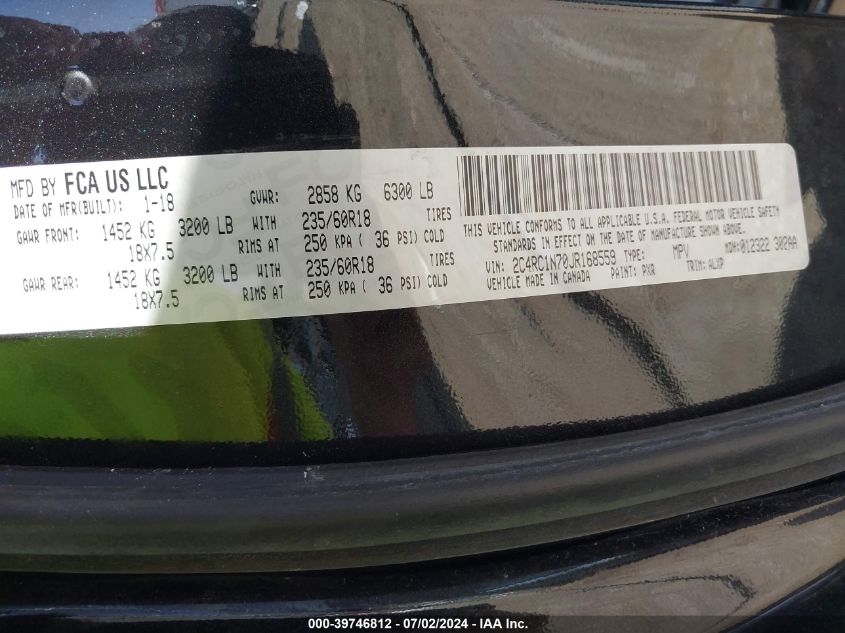 MFD BY FCA US LLC
DATE OF MFR(BUILT): 1-18 GVWR: 2858 KG 6300 LB
GAWR FRONT: 1452 KG 3200 LB WITH 235/60R18 TIRES
18X7.5 RIMS AT 250 KPA ( 36 PSI) COLD
GAWR REAR: 1452 KG 3200 LB WITH 235/60R18 TIRES
18X7.5 RIMS AT 250 KPA ( 36 PSI) COLD
THIS VEHICLE CONFORMS TO ALL APPLICABLE U.S.A. FEDERAL MOTOR VEHICLE SAFETY
STANDARDS IN EFFECT ON THE DATE OF MANUFACTURE SHOWN ABOVE.
VIN: 2C4RC1N70JR168559 TYPE: MPV MDH: 012322 302AA
VEHICLE MADE IN CANADA PAINT: PXR TRIM: ALXP
000-39746812 - 07/02/2024 - IAA Inc.